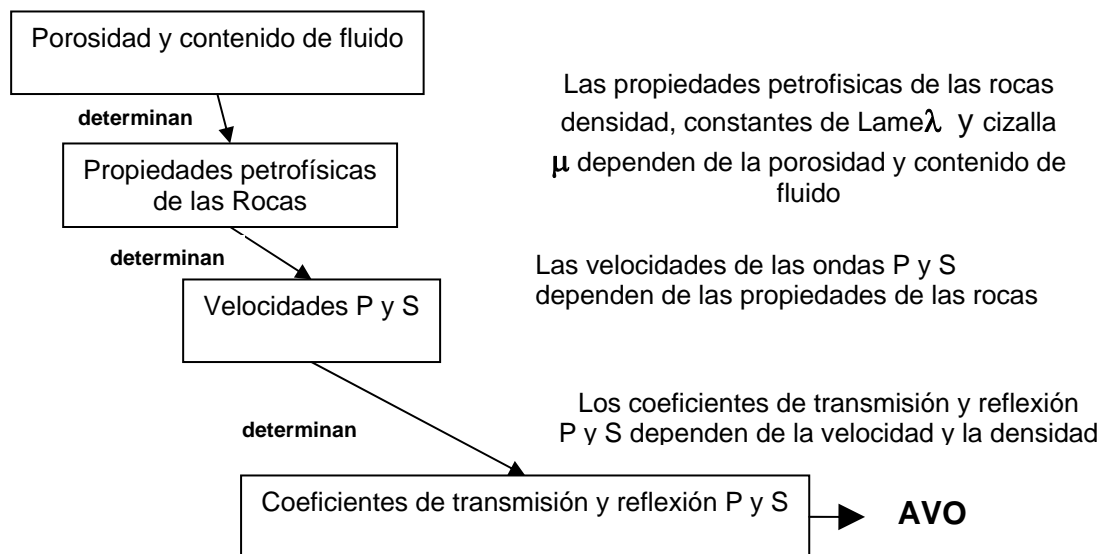 Porosidad y contenido de fluido
Las propiedades petrofisicas de las rocas
densidad, constantes de Lameλ y cizalla
μ dependen de la porosidad y contenido de
fluido
determinan
Propiedades petrofísicas
de las Rocas
determinan
Las velocidades de las ondas P y S
dependen de las propiedades de las rocas
Velocidades P y S
Los coeficientes de transmisión y reflexión
P y S dependen de la velocidad y la densidad
determinan
Coeficientes de transmisión y reflexión P y S
AVO